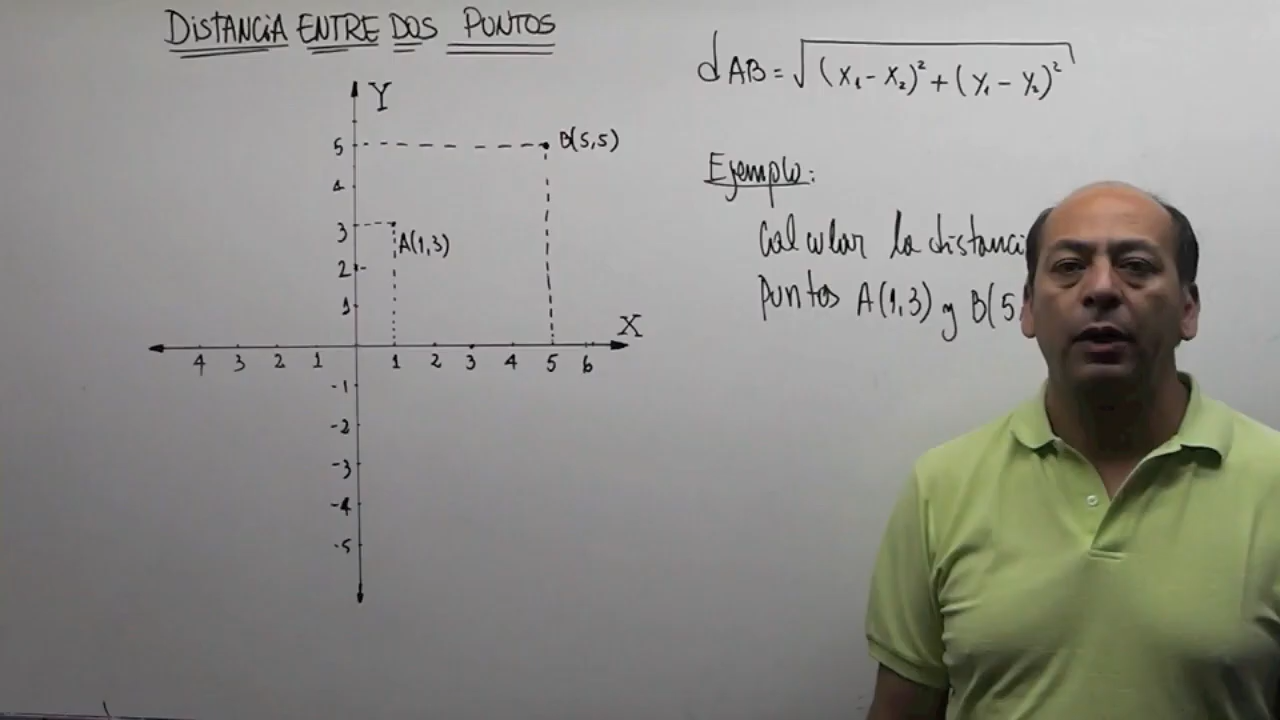 DISTANCIA ENTRE DOS PUNTOS
d AB = √(X₁ - X₂)² + (Y₁ - Y₂)²
Y
5 B(5,5)
4
3 A(1,3)
2
1
X
4 3 2 1 1 2 3 4 5 6
-1
-2
-3
-4
-5
Ejemplo:
Calcular la
puntos A(1,3) y B(5,